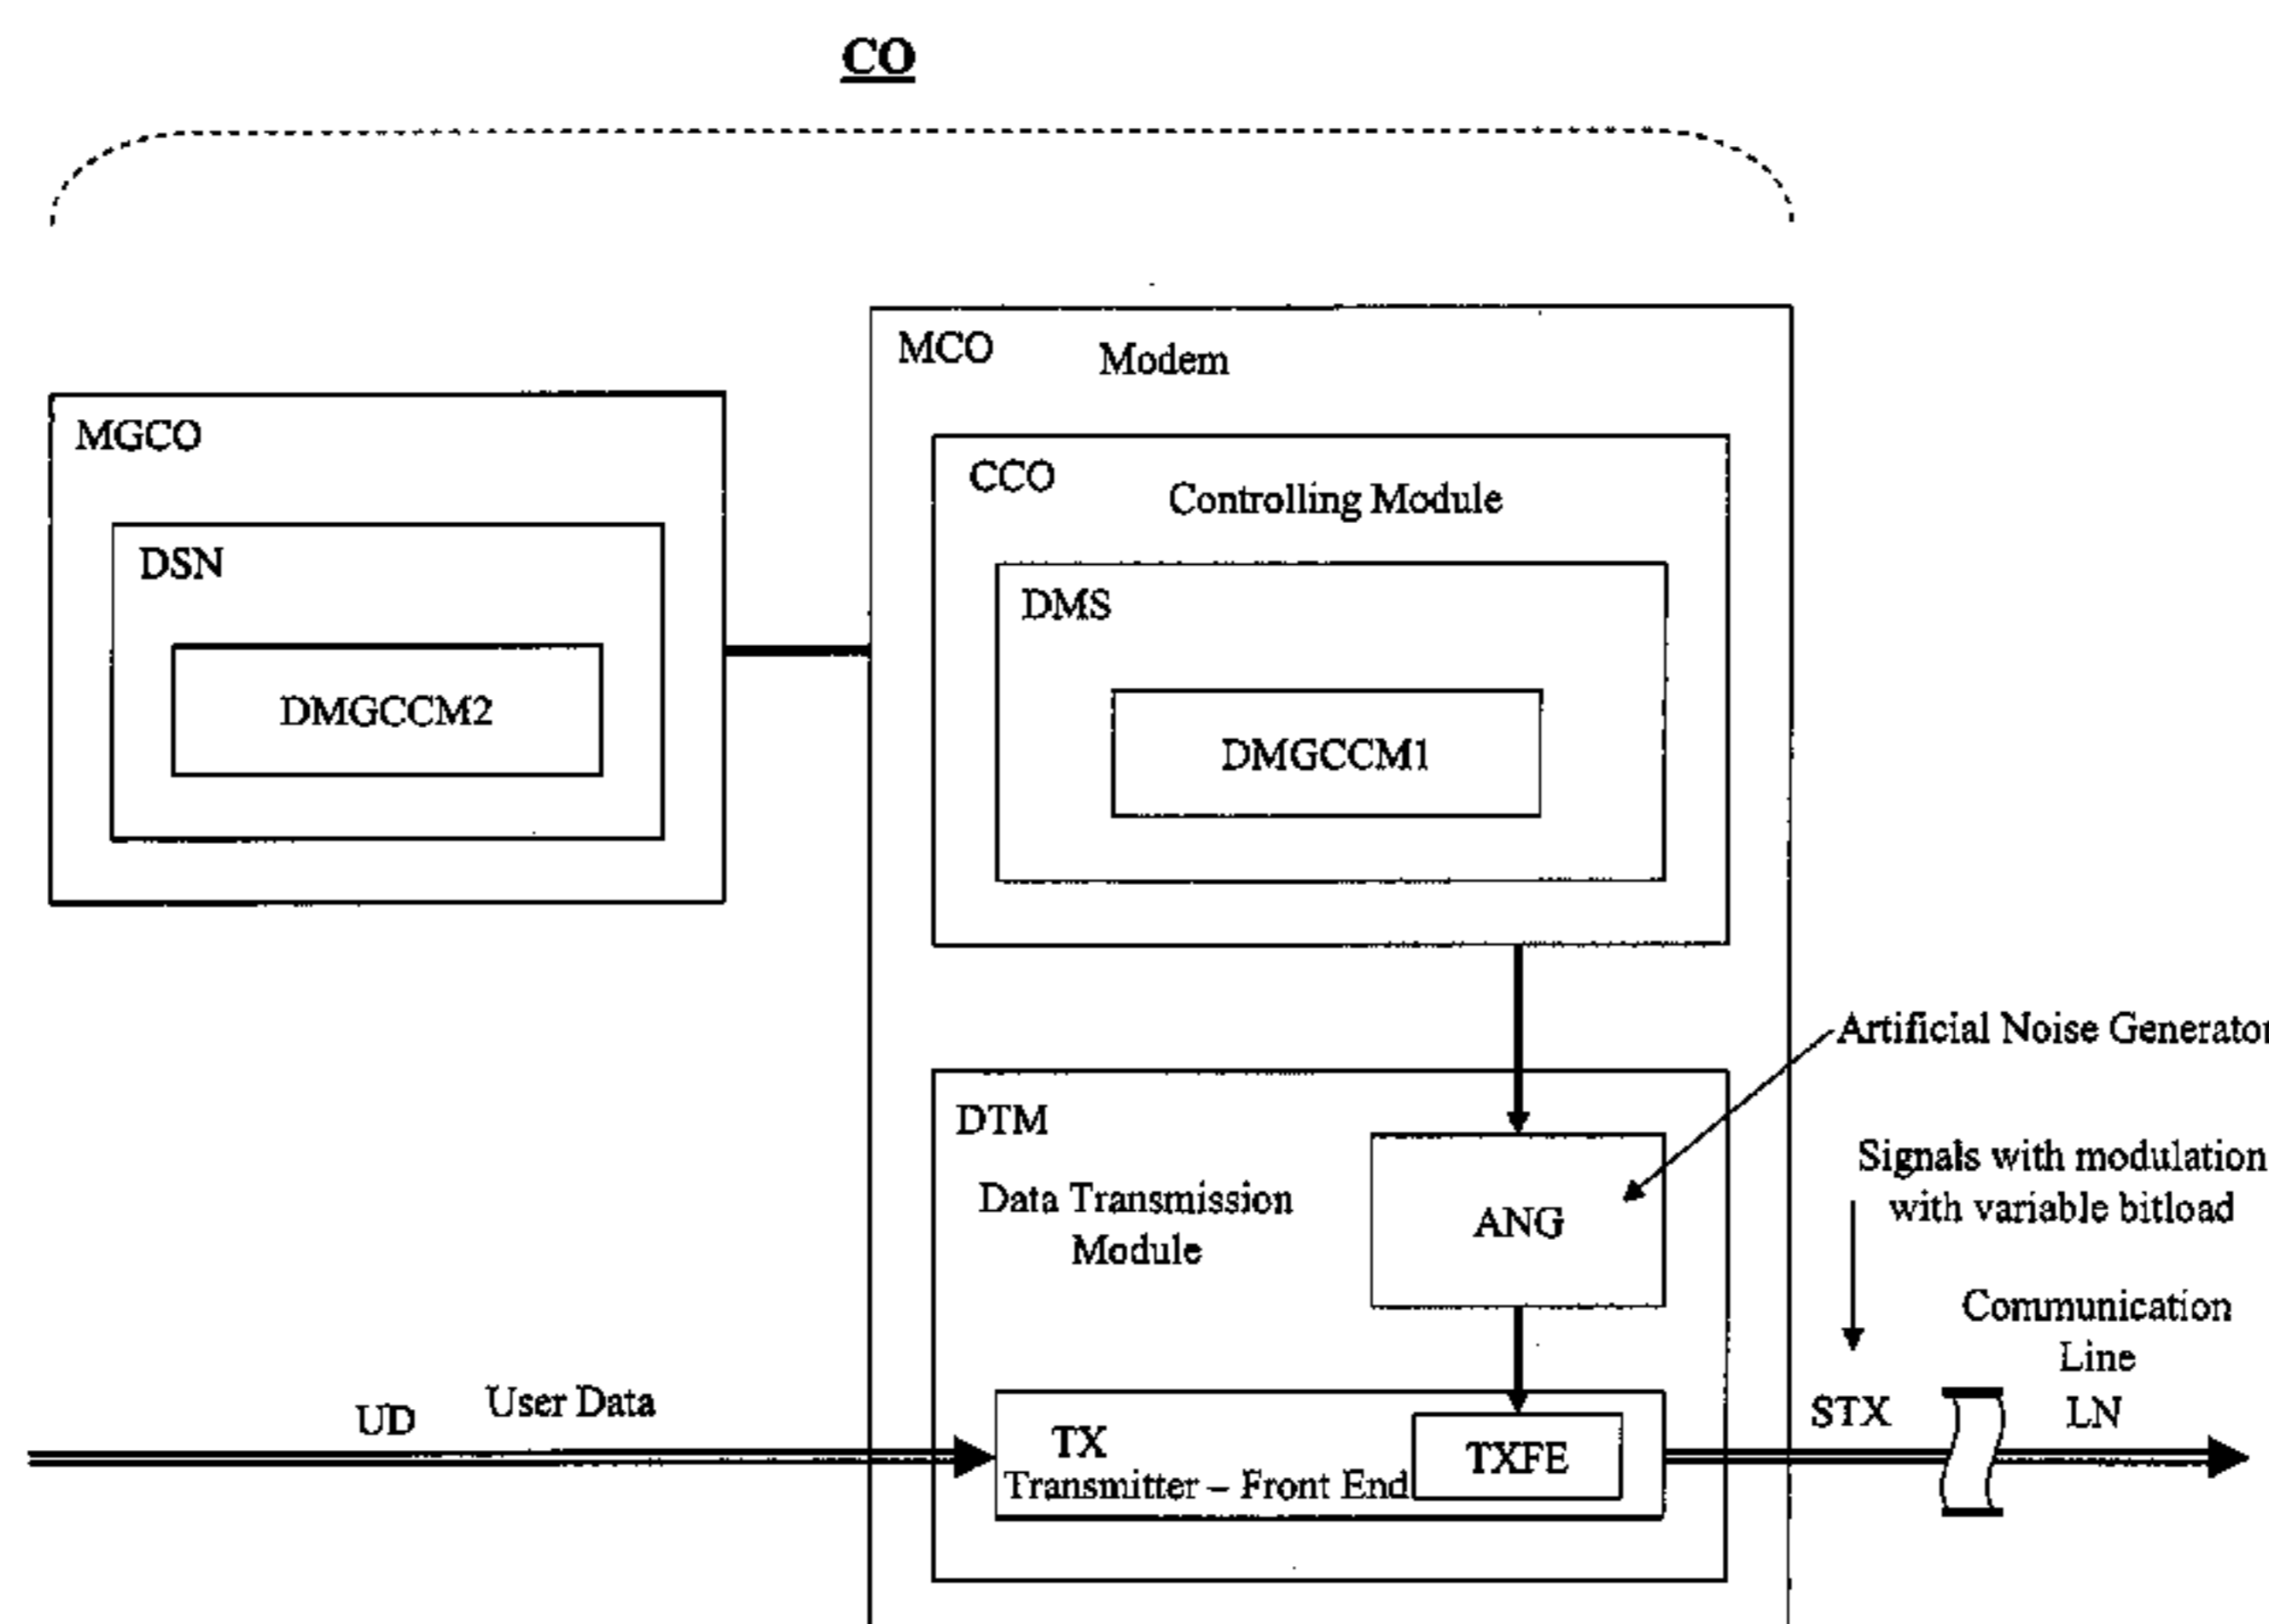 CO
MCO
Modem
MGCO
CCO
Controlling Module
DSN
DMS
DMGCCM2
DMGCCM1
Artificial Noise Generator
DTM
Signals with modulation
with variable bitload
Data Transmission
Module
ANG
Communication
Line
UD
User Data
STX
LN
TX
Transmitter – Front End
TXFE